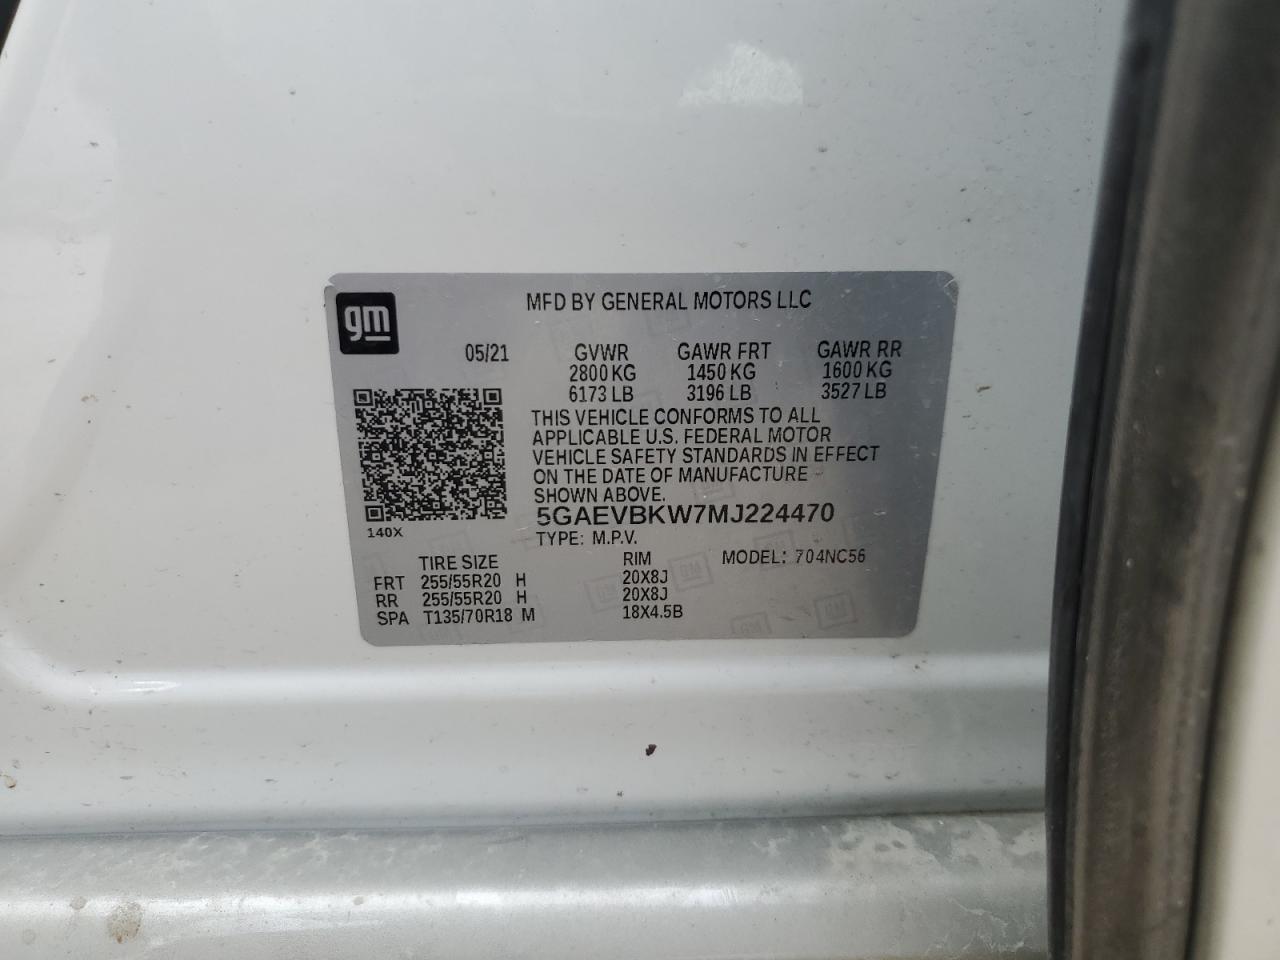 gm
MFD BY GENERAL MOTORS LLC
05/21 GVWR GAWR FRT GAWR RR
2800 KG 1450 KG 1600 KG
6173 LB 3196 LB 3527 LB
THIS VEHICLE CONFORMS TO ALL
APPLICABLE U.S. FEDERAL MOTOR
VEHICLE SAFETY STANDARDS IN EFFECT
ON THE DATE OF MANUFACTURE
SHOWN ABOVE.
5GAEVBKW7MJ224470
140X
TYPE: M.P.V.
TIRE SIZE RIM MODEL: 704NC56
FRT 255/55R20 H 20X8J
RR 255/55R20 H 20X8J
SPA T135/70R18 M 18X4.5B